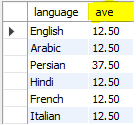 language ave
English 12.50
Arabic 12.50
Persian 37.50
Hindi 12.50
French 12.50
Italian 12.50